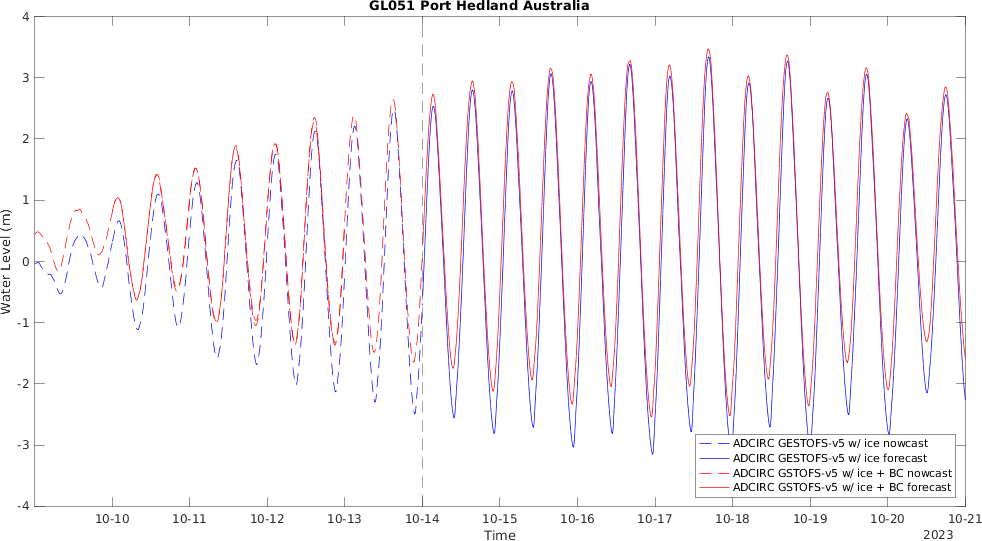 GL051 Port Hedland Australia
4
3
2
1
0
-1
-2
-3
-4
Water Level (m)
ADCIRC GESTOFS-v5 w/ ice nowcast
ADCIRC GESTOFS-v5 w/ ice forecast
ADCIRC GSTOFS-v5 w/ ice + BC nowcast
ADCIRC GSTOFS-v5 w/ ice + BC forecast
10-10 10-11 10-12 10-13 10-14 10-15 10-16 10-17 10-18 10-19 10-20 10-21
Time
2023